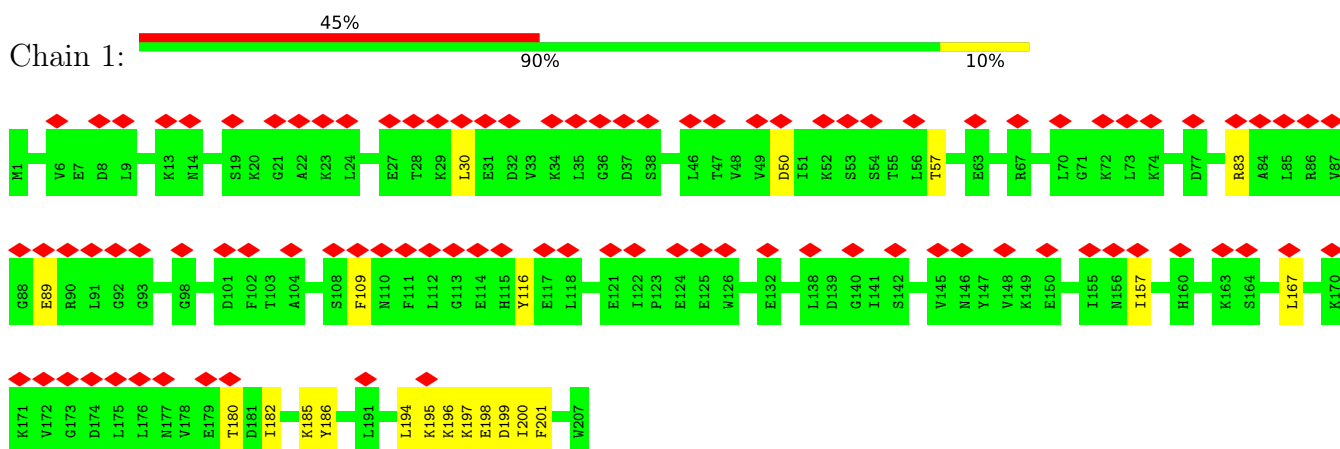 45%
Chain 1:
90% 10%
M1 V6 E7 D8 L9 K13 N14 S19 K20 G21 A22 K23 L24 E27 T28 K29 L30 E31 D32 V33 K34 L35 G36 D37 S38 L46 T47 V48 V49 D50 I51 K52 S53 S54 T55 L56 T57 E63 R67 L70 G71 K72 L73 K74 D77 R83 A84 L85 R86 V87
G88 E89 R90 L91 G92 G93 G98 D101 F102 T103 A104 S108 F109 N110 F111 L112 G113 E114 H115 Y116 E117 L118 E121 I122 P123 E124 E125 W126 E132 L138 D139 G140 I141 S142 V145 N146 Y147 V148 K149 E150 I155 N156 I157 H160 K163 S164 L167 K170
K171 V172 G173 D174 L175 L176 N177 V178 E179 T180 D181 I182 K185 Y186 L191 L194 K195 K196 K197 E198 D199 I200 F201 W207